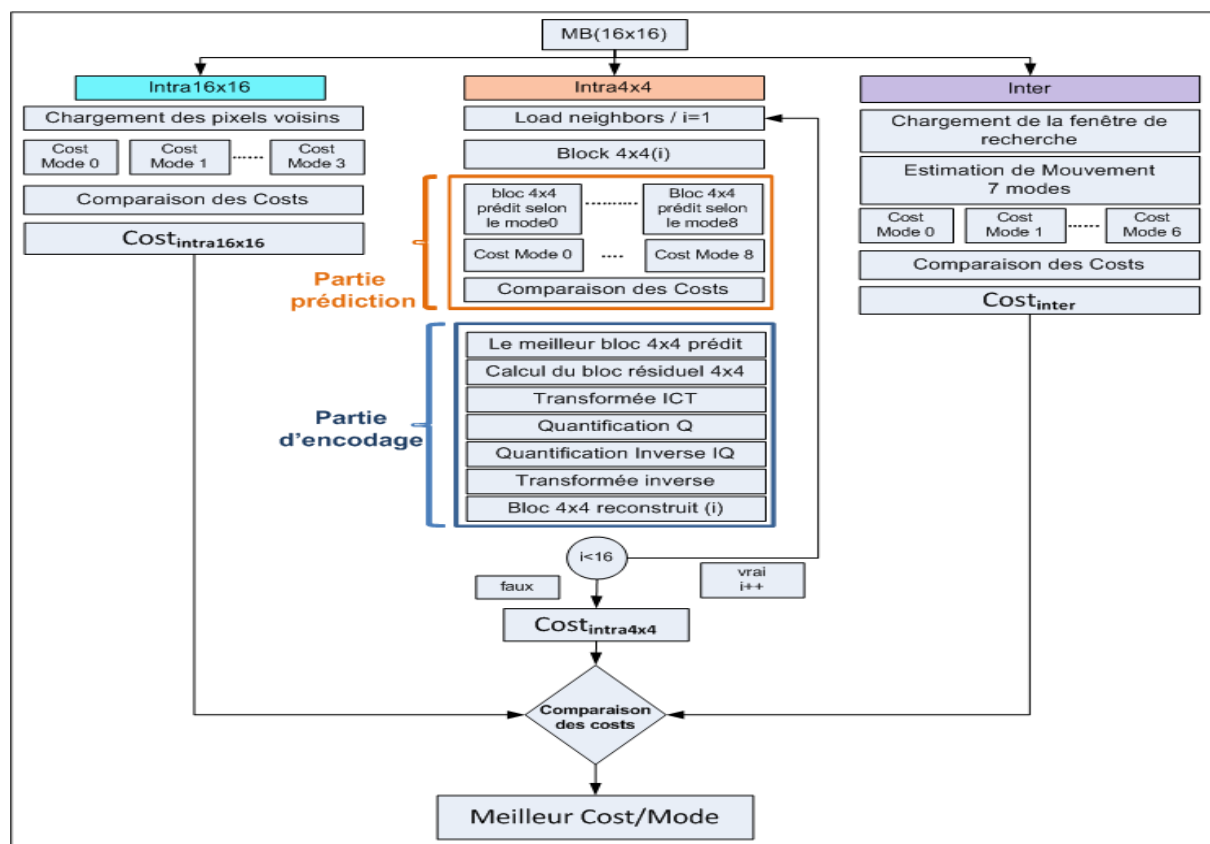 MB(16x16)
Intra16x16
Chargement des pixels voisins
Cost
Mode 0
Cost
Mode 1
......
Cost
Mode 3
Comparaison des Costs
Costintra16x16
Intra4x4
Load neighbors / i=1
Block 4x4(i)
Partie
prédiction
bloc 4x4
prédit selon
le mode0
..........
Bloc 4x4
prédit selon
le mode8
Cost Mode 0
....
Cost Mode 8
Comparaison des Costs
Partie
d'encodage
Le meilleur bloc 4x4 prédit
Calcul du bloc résiduel 4x4
Transformée ICT
Quantification Q
Quantification Inverse IQ
Transformée inverse
Bloc 4x4 reconstruit (i)
i<16
faux
vrai
i++
Costintra4x4
Inter
Chargement de la fenêtre de
recherche
Estimation de Mouvement
7 modes
Cost
Mode 0
Cost
Mode 1
......
Cost
Mode 6
Comparaison des Costs
Costinter
Comparaison
des costs
Meilleur Cost/Mode